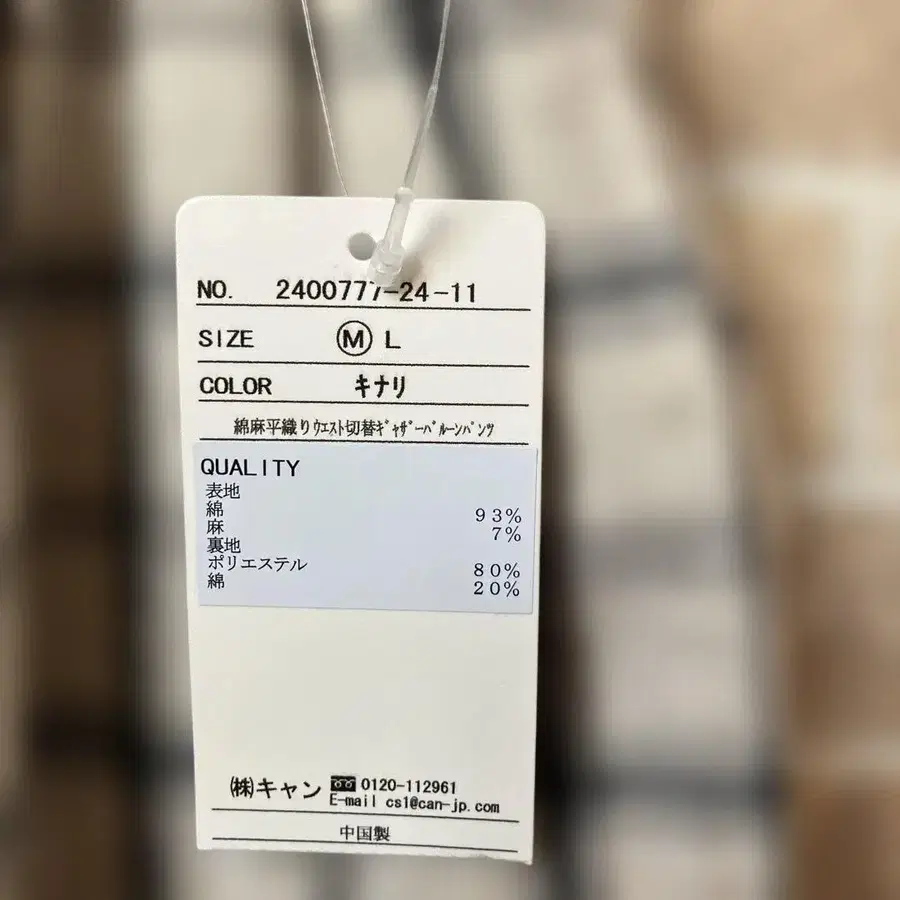 NO. 2400777-24-11
SIZE Ⓜ L
COLOR キナリ
綿麻平織りウエスト切替ギャザーバルーンパンツ
QUALITY
表地
綿 93%
麻 7%
裏地
ポリエステル 80%
綿 20%
㈱キャン 0120-112961
E-mail cs1@can-jp.com
中国製